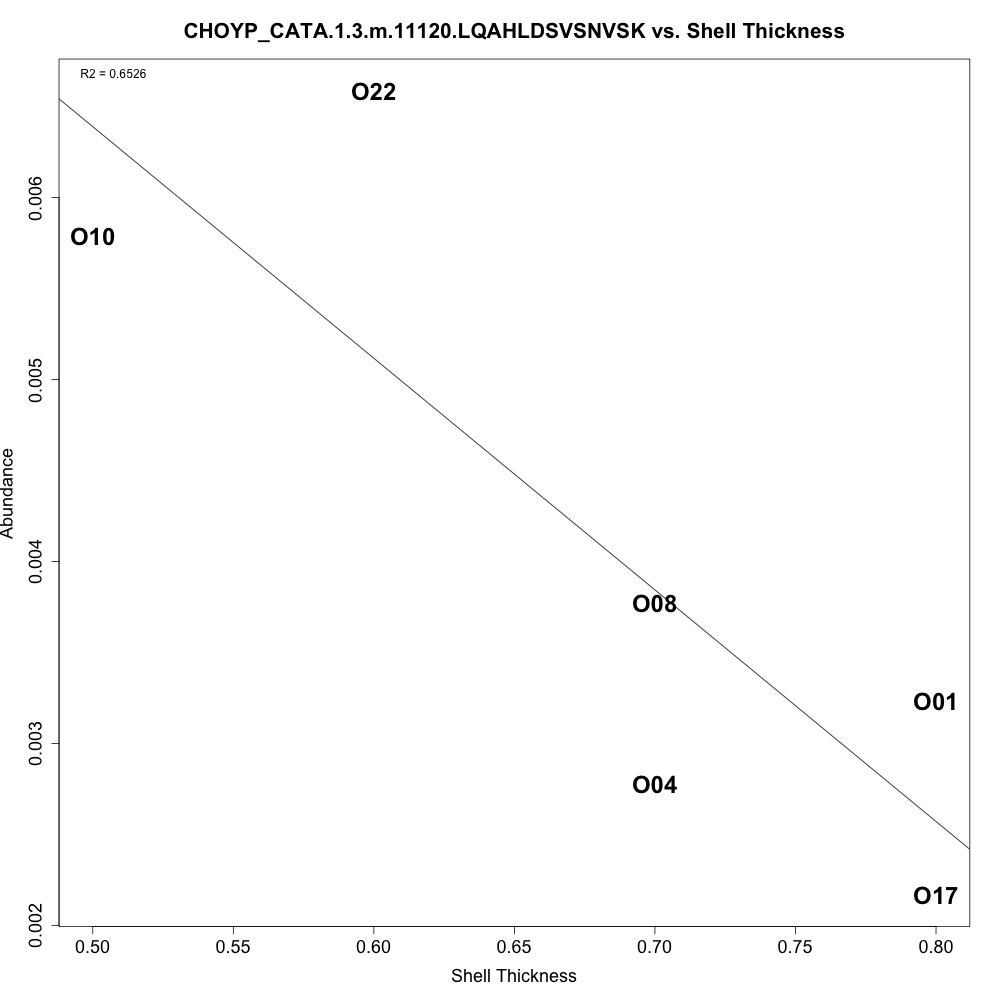 CHOYP_CATA.1.3.m.11120.LQAHLDSVSNVSK vs. Shell Thickness
R2 = 0.6526
O22
O10
O08
O01
O04
O17
Abundance
0.006
0.005
0.004
0.003
0.002
0.50 0.55 0.60 0.65 0.70 0.75 0.80
Shell Thickness